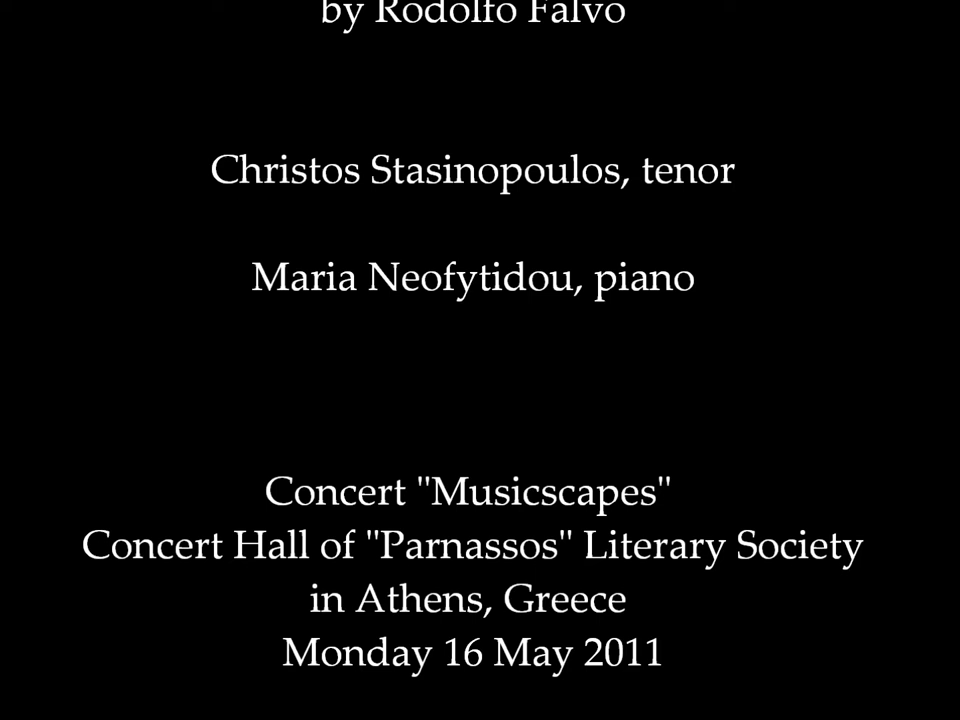 by Rodolfo Falvo
Christos Stasinopoulos, tenor
Maria Neofytidou, piano
Concert "Musicscapes"
Concert Hall of "Parnassos" Literary Society
in Athens, Greece
Monday 16 May 2011